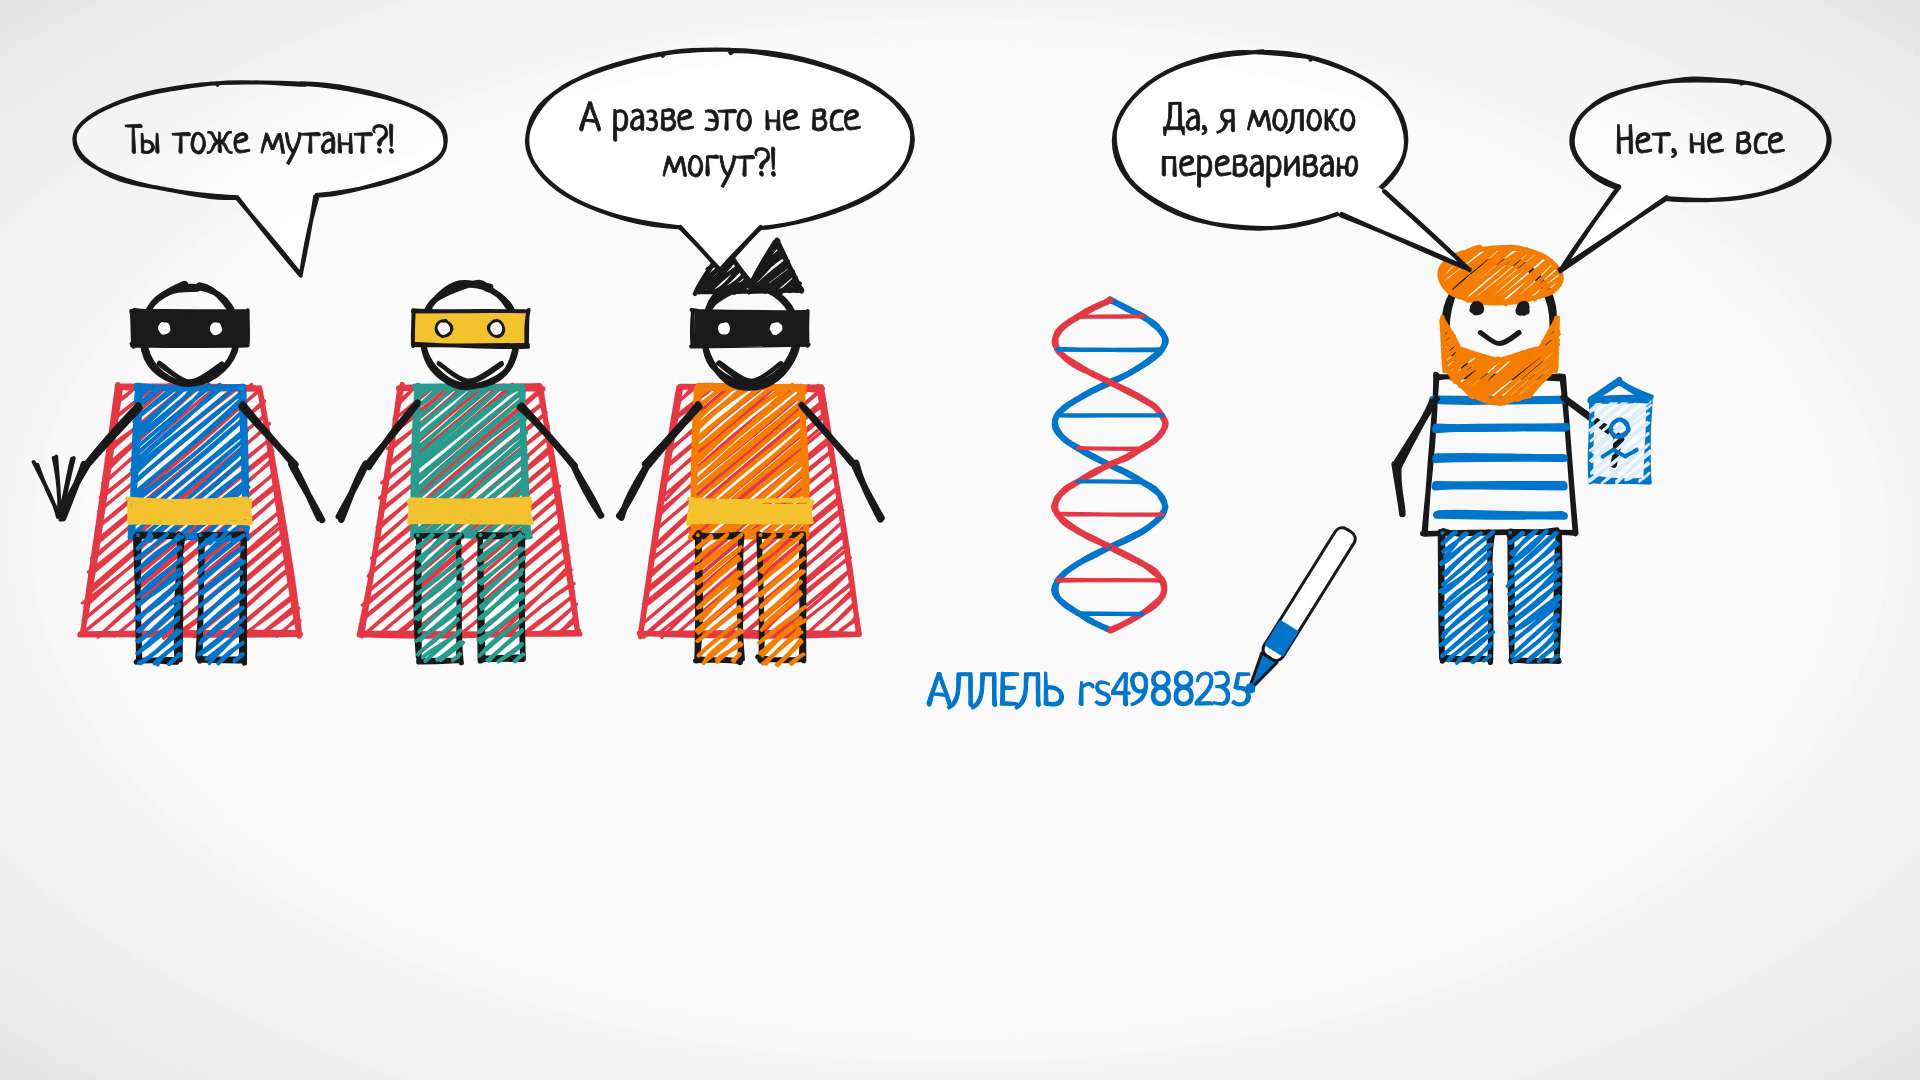 Ты тоже мутант?!
А разве это не все
могут?!
Да, я молоко
перевариваю
Нет, не все
АЛЛЕЛЬ rs4988235